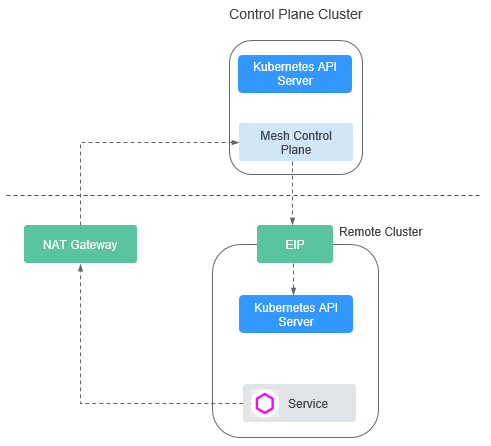 Control Plane Cluster
Kubernetes API
Server
Mesh Control
Plane
NAT Gateway
EIP
Remote Cluster
Kubernetes API
Server
Service